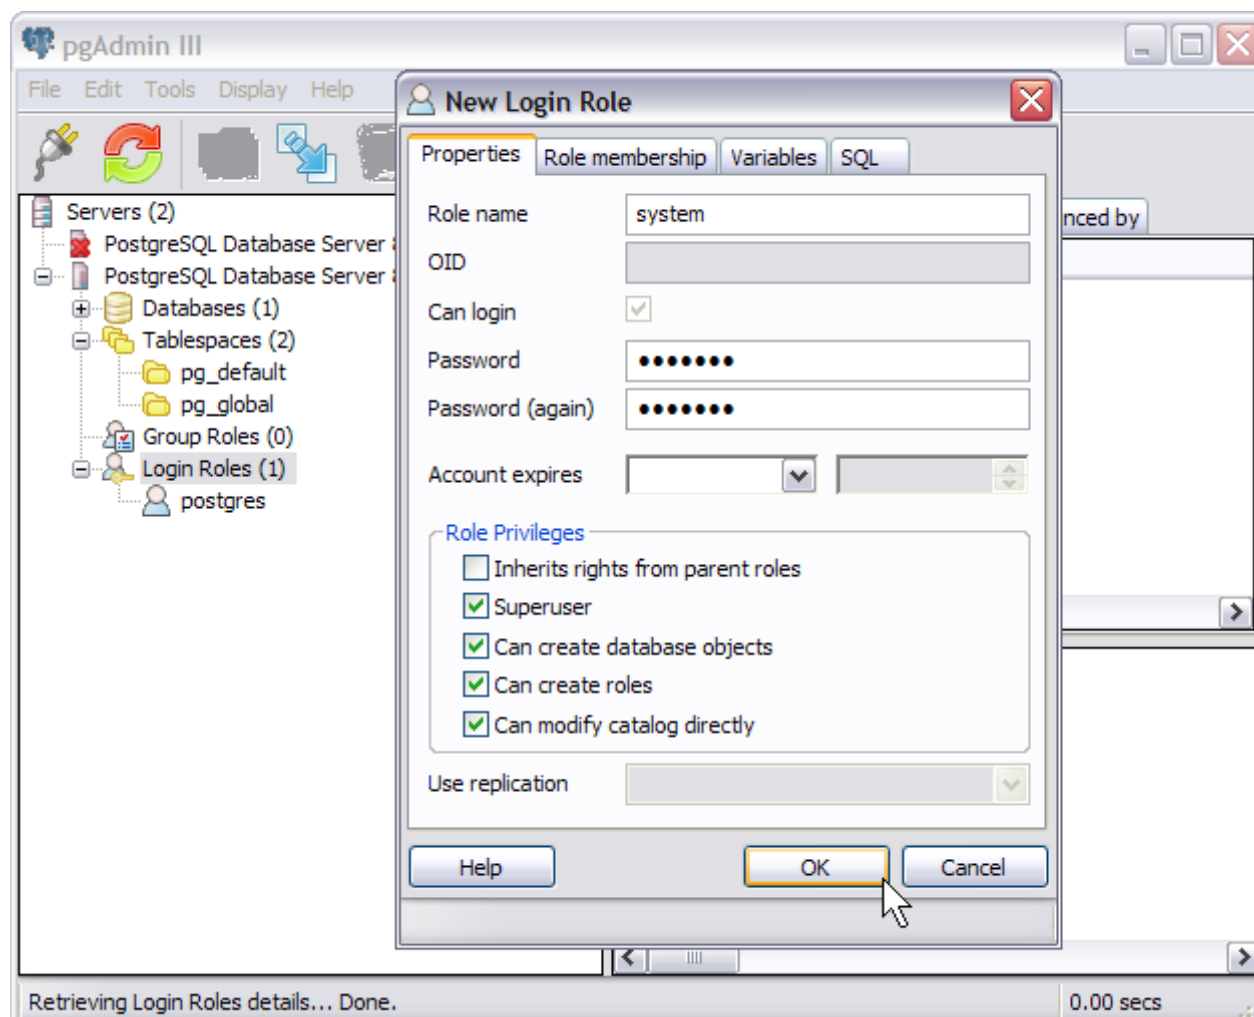 pgAdmin III
File Edit Tools Display Help
New Login Role
Properties Role membership Variables SQL
Servers (2)
PostgreSQL Database Server
PostgreSQL Database Server
Databases (1)
Tablespaces (2)
pg_default
pg_global
Group Roles (0)
Login Roles (1)
postgres
nced by
Role name system
OID
Can login
Password •••••••
Password (again) •••••••
Account expires
Role Privileges
Inherits rights from parent roles
Superuser
Can create database objects
Can create roles
Can modify catalog directly
Use replication
Help OK Cancel
Retrieving Login Roles details... Done. 0.00 secs